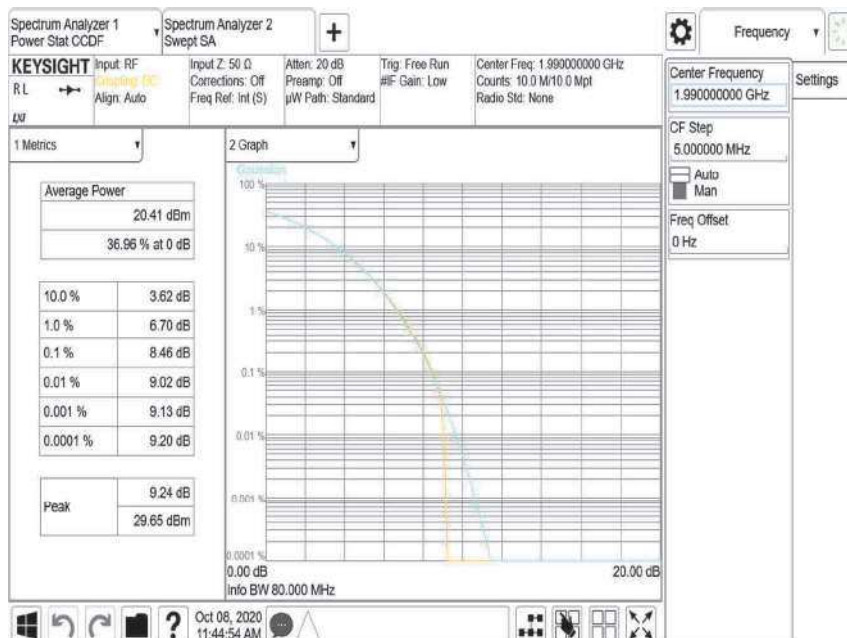 Spectrum Analyzer 1
Power Stat CCDF
Spectrum Analyzer 2
Swept SA
Frequency
KEYSIGHT
RL
LXI
Input: RF
Coupling: DC
Align: Auto
Input Z: 50 Ω
Corrections: Off
Freq Ref: Int (S)
Atten: 20 dB
Preamp: Off
µW Path: Standard
Trig: Free Run
#IF Gain: Low
Center Freq: 1.990000000 GHz
Counts: 10.0 M/10.0 Mpt
Radio Std: None
Center Frequency
1.990000000 GHz
Settings
CF Step
5.000000 MHz
Auto
Man
Freq Offset
0 Hz
1 Metrics
Average Power
20.41 dBm
36.96 % at 0 dB
10.0 % 3.62 dB
1.0 % 6.70 dB
0.1 % 8.46 dB
0.01 % 9.02 dB
0.001 % 9.13 dB
0.0001 % 9.20 dB
Peak
9.24 dB
29.65 dBm
2 Graph
Gaussian
100 %
10 %
1 %
0.1 %
0.01 %
0.001 %
0.0001 %
0.00 dB
20.00 dB
Info BW 80.000 MHz
?
Oct 08, 2020
11:44:54 AM